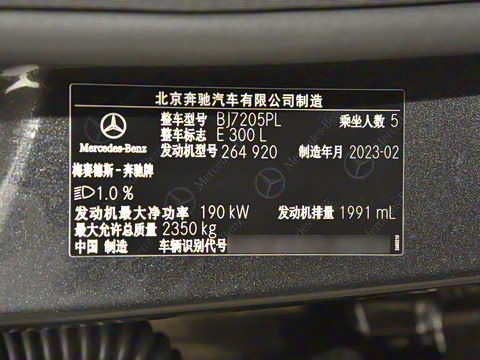 北京奔驰汽车有限公司制造
Mercedes-Benz
整车型号 BJ7205PL 乘坐人数 5
整车标志 E 300 L
发动机型号 264 920 制造年月 2023-02
梅赛德斯-奔驰牌
1.0 %
发动机最大净功率 190 kW 发动机排量 1991 mL
最大允许总质量 2350 kg
中国 制造 车辆识别代号